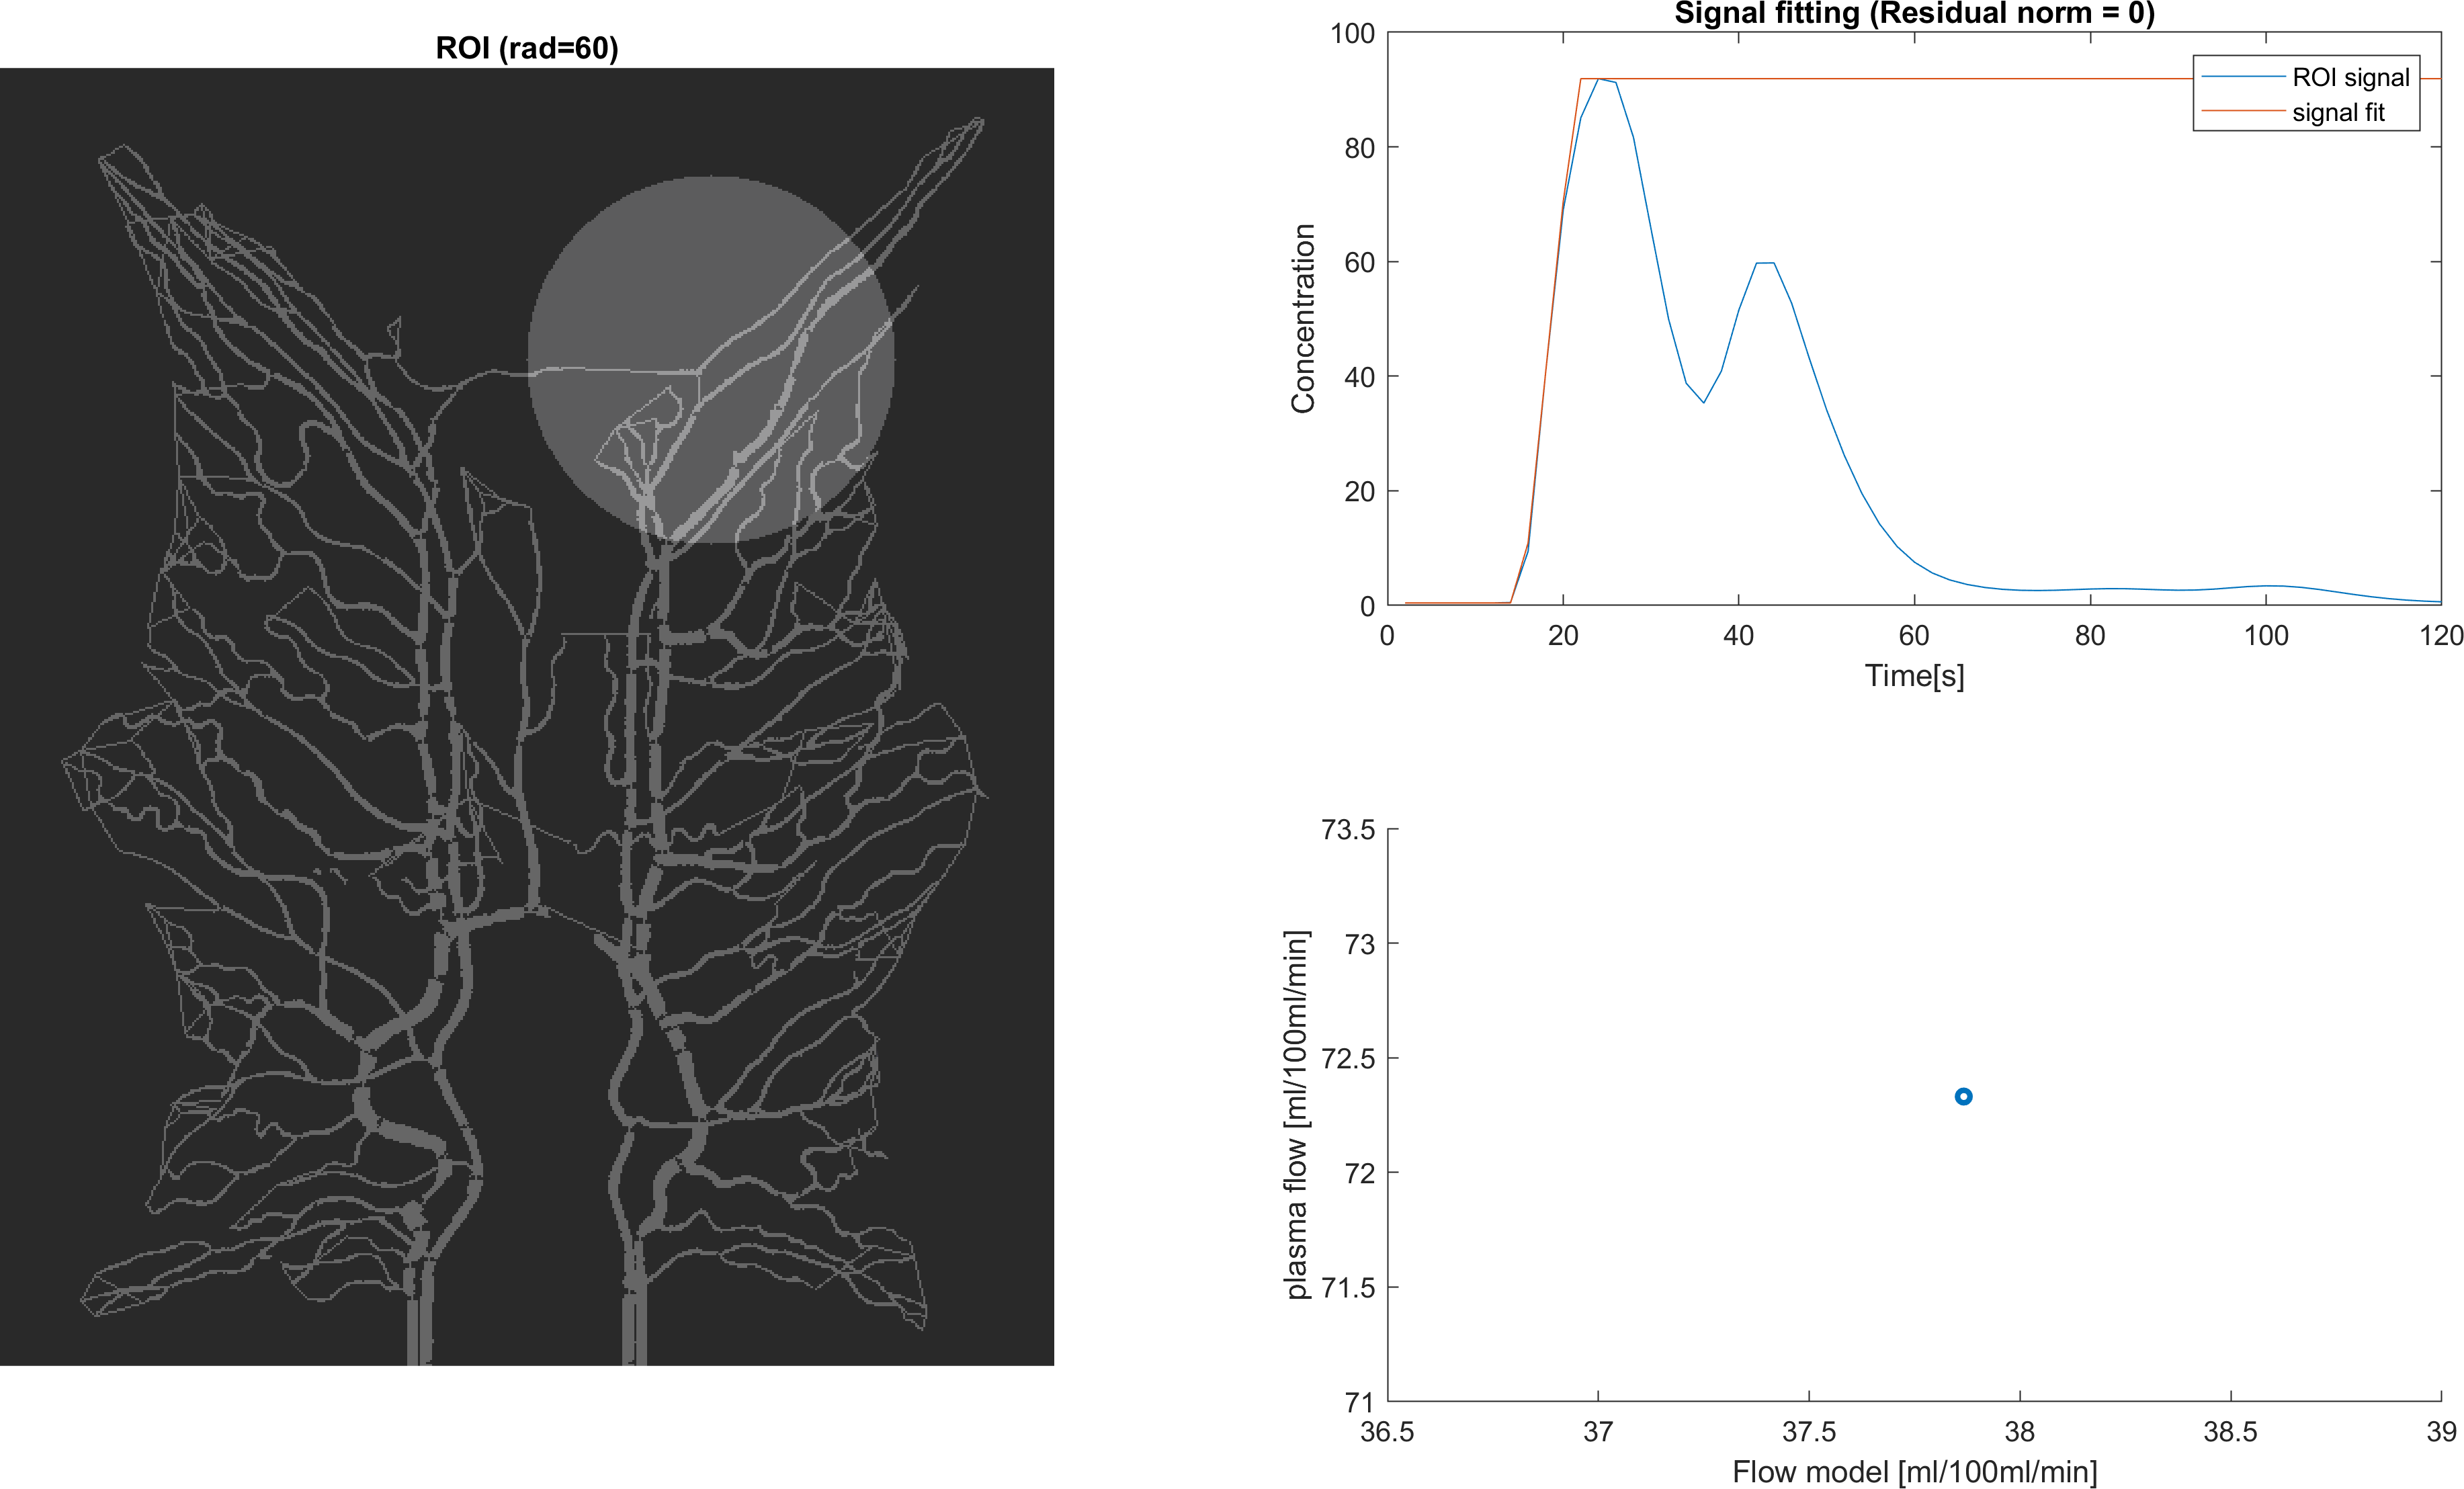 ROI (rad=60)
Signal fitting (Residual norm = 0)
100
80
60
40
20
0
Concentration
ROI signal
signal fit
0 20 40 60 80 100 120
Time[s]
73.5
73
72.5
72
71.5
71
plasma flow [ml/100ml/min]
36.5 37 37.5 38 38.5 39
Flow model [ml/100ml/min]